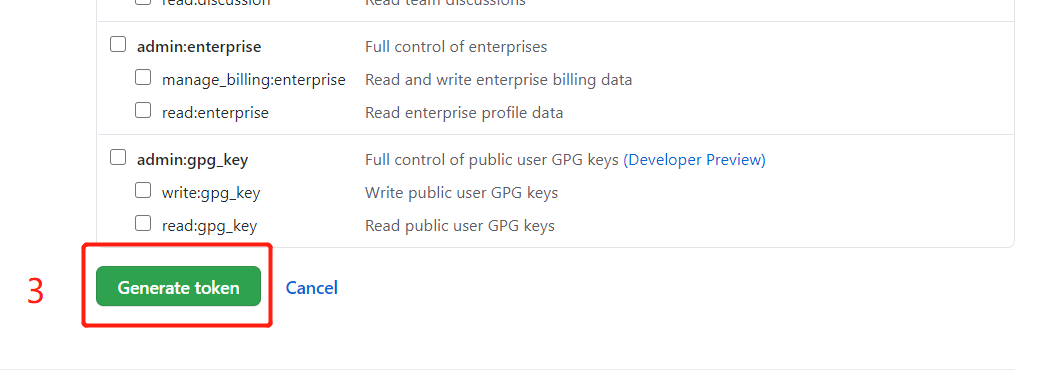 read:discussion Read team discussions
admin:enterprise Full control of enterprises
manage_billing:enterprise Read and write enterprise billing data
read:enterprise Read enterprise profile data
admin:gpg_key Full control of public user GPG keys (Developer Preview)
write:gpg_key Write public user GPG keys
read:gpg_key Read public user GPG keys
3 Generate token Cancel